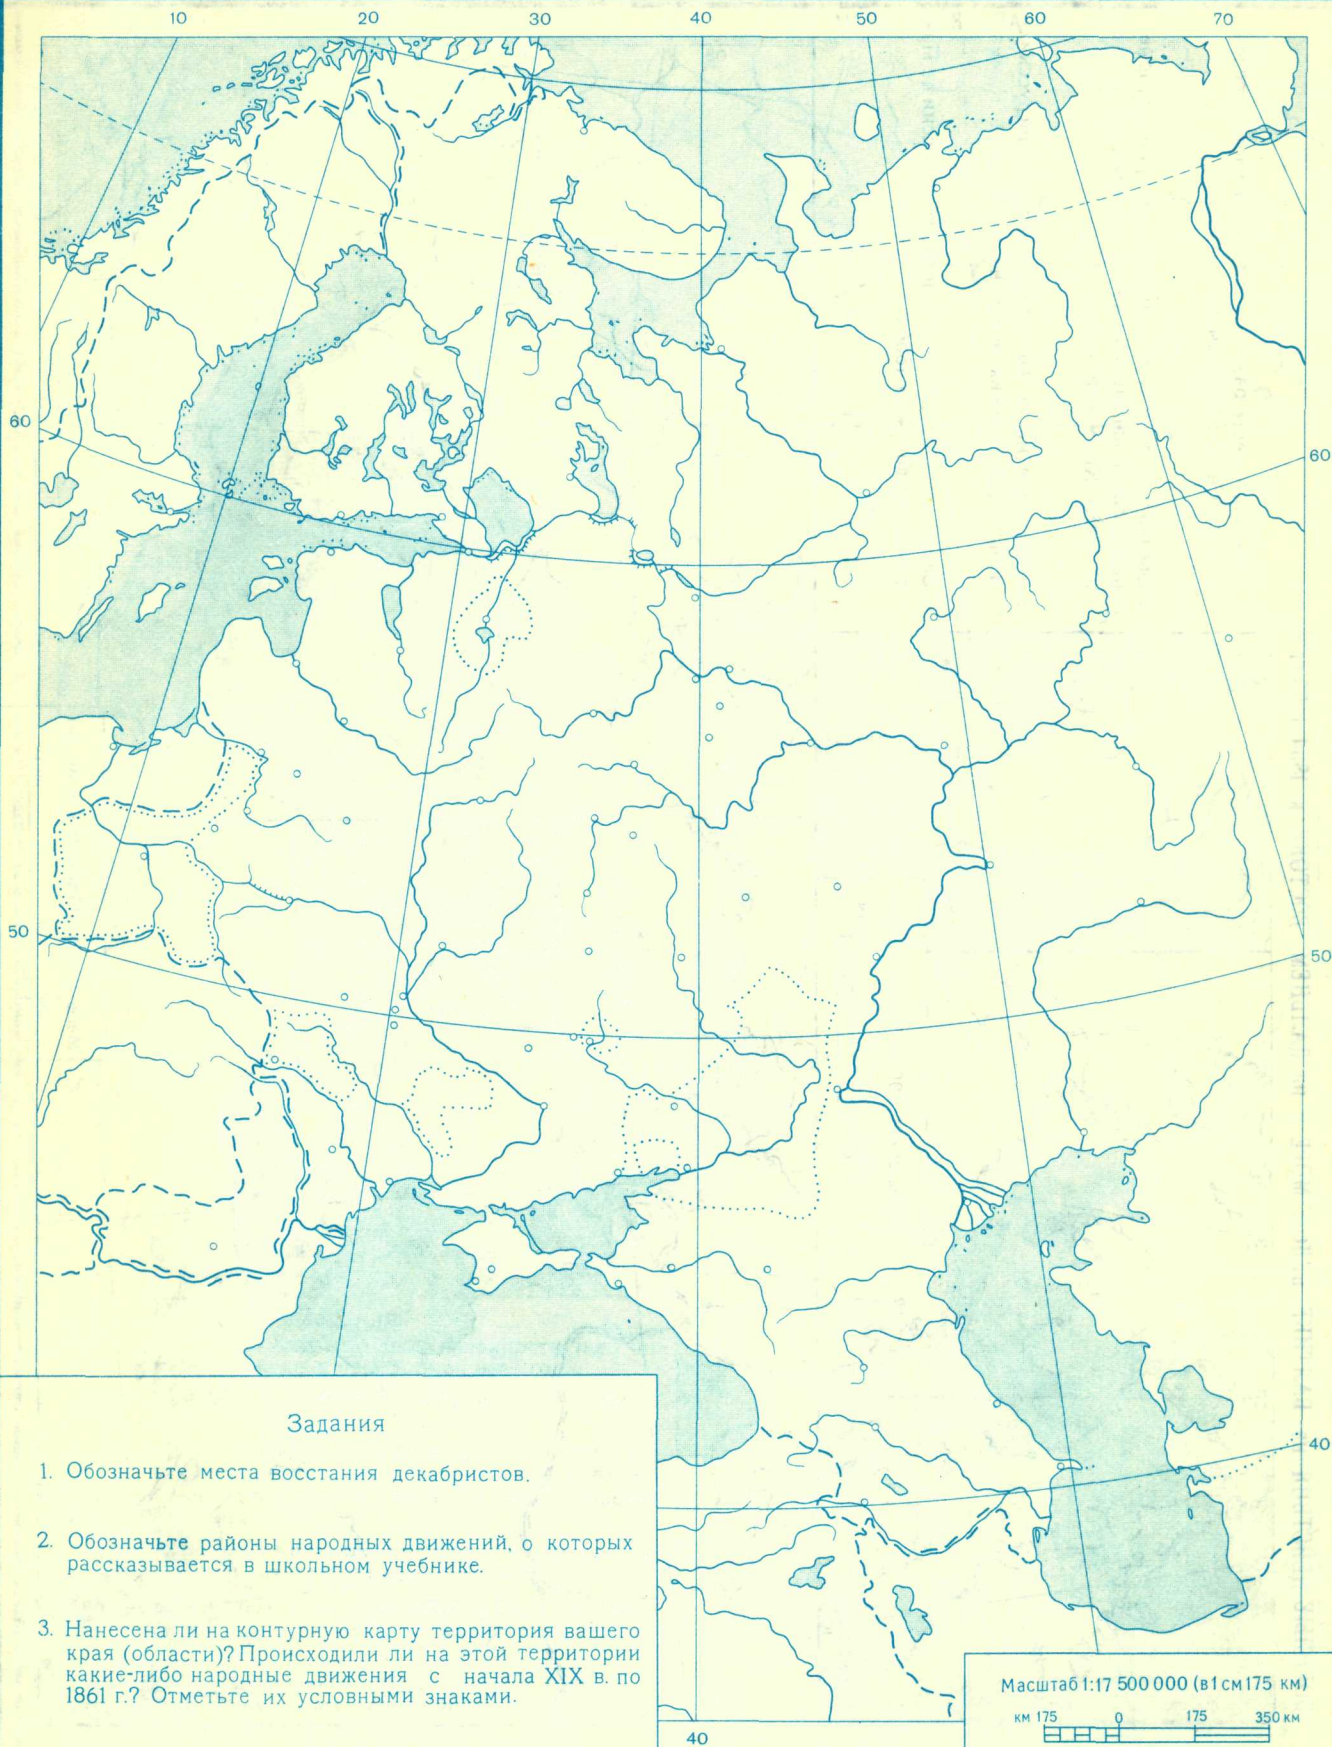 10 20 30 40 50 60 70
60
60
50
50
40
Задания
1. Обозначьте места восстания декабристов.
2. Обозначьте районы народных движений, о которых
рассказывается в школьном учебнике.
3. Нанесена ли на контурную карту территория вашего
края (области)? Происходили ли на этой территории
какие-либо народные движения с начала XIX в. по
1861 г.? Отметьте их условными знаками.
40
Масштаб 1:17 500 000 (в 1 см 175 км)
км 175 0 175 350 км